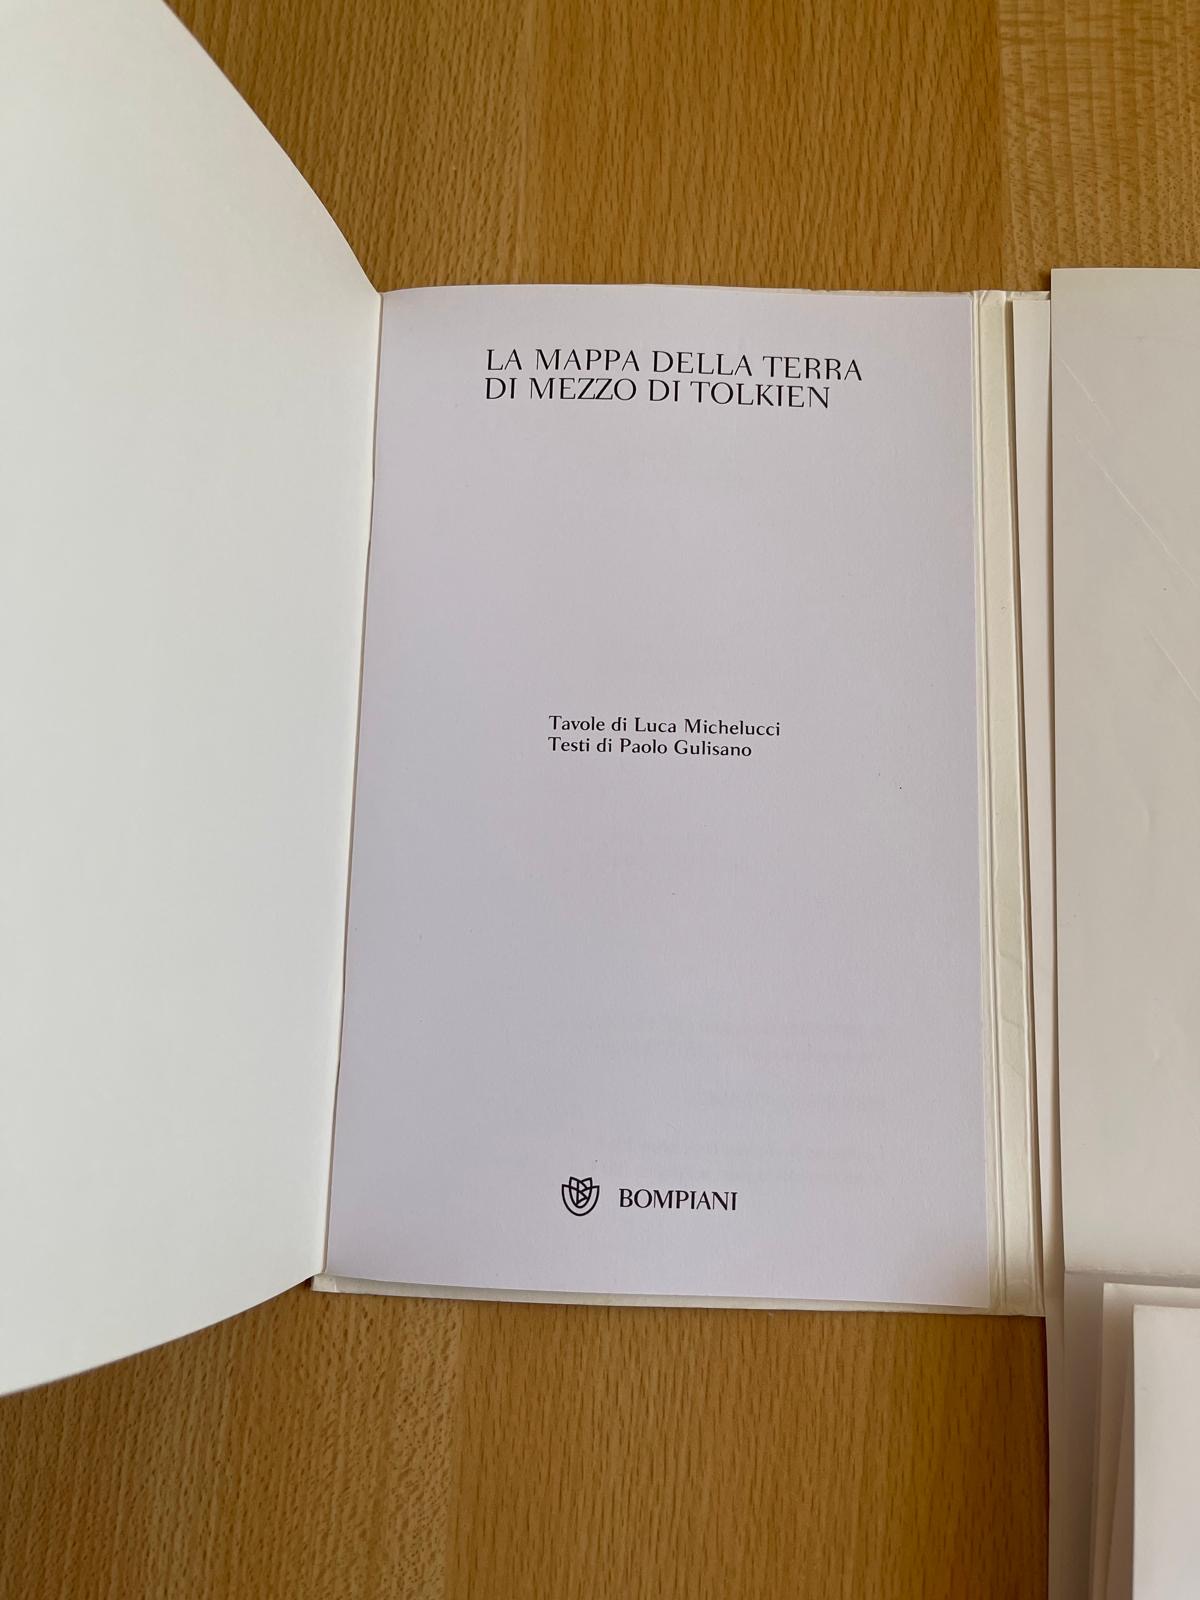 LA MAPPA DELLA TERRA
DI MEZZO DI TOLKIEN
Tavole di Luca Michelucci
Testi di Paolo Gulisano
BOMPIANI